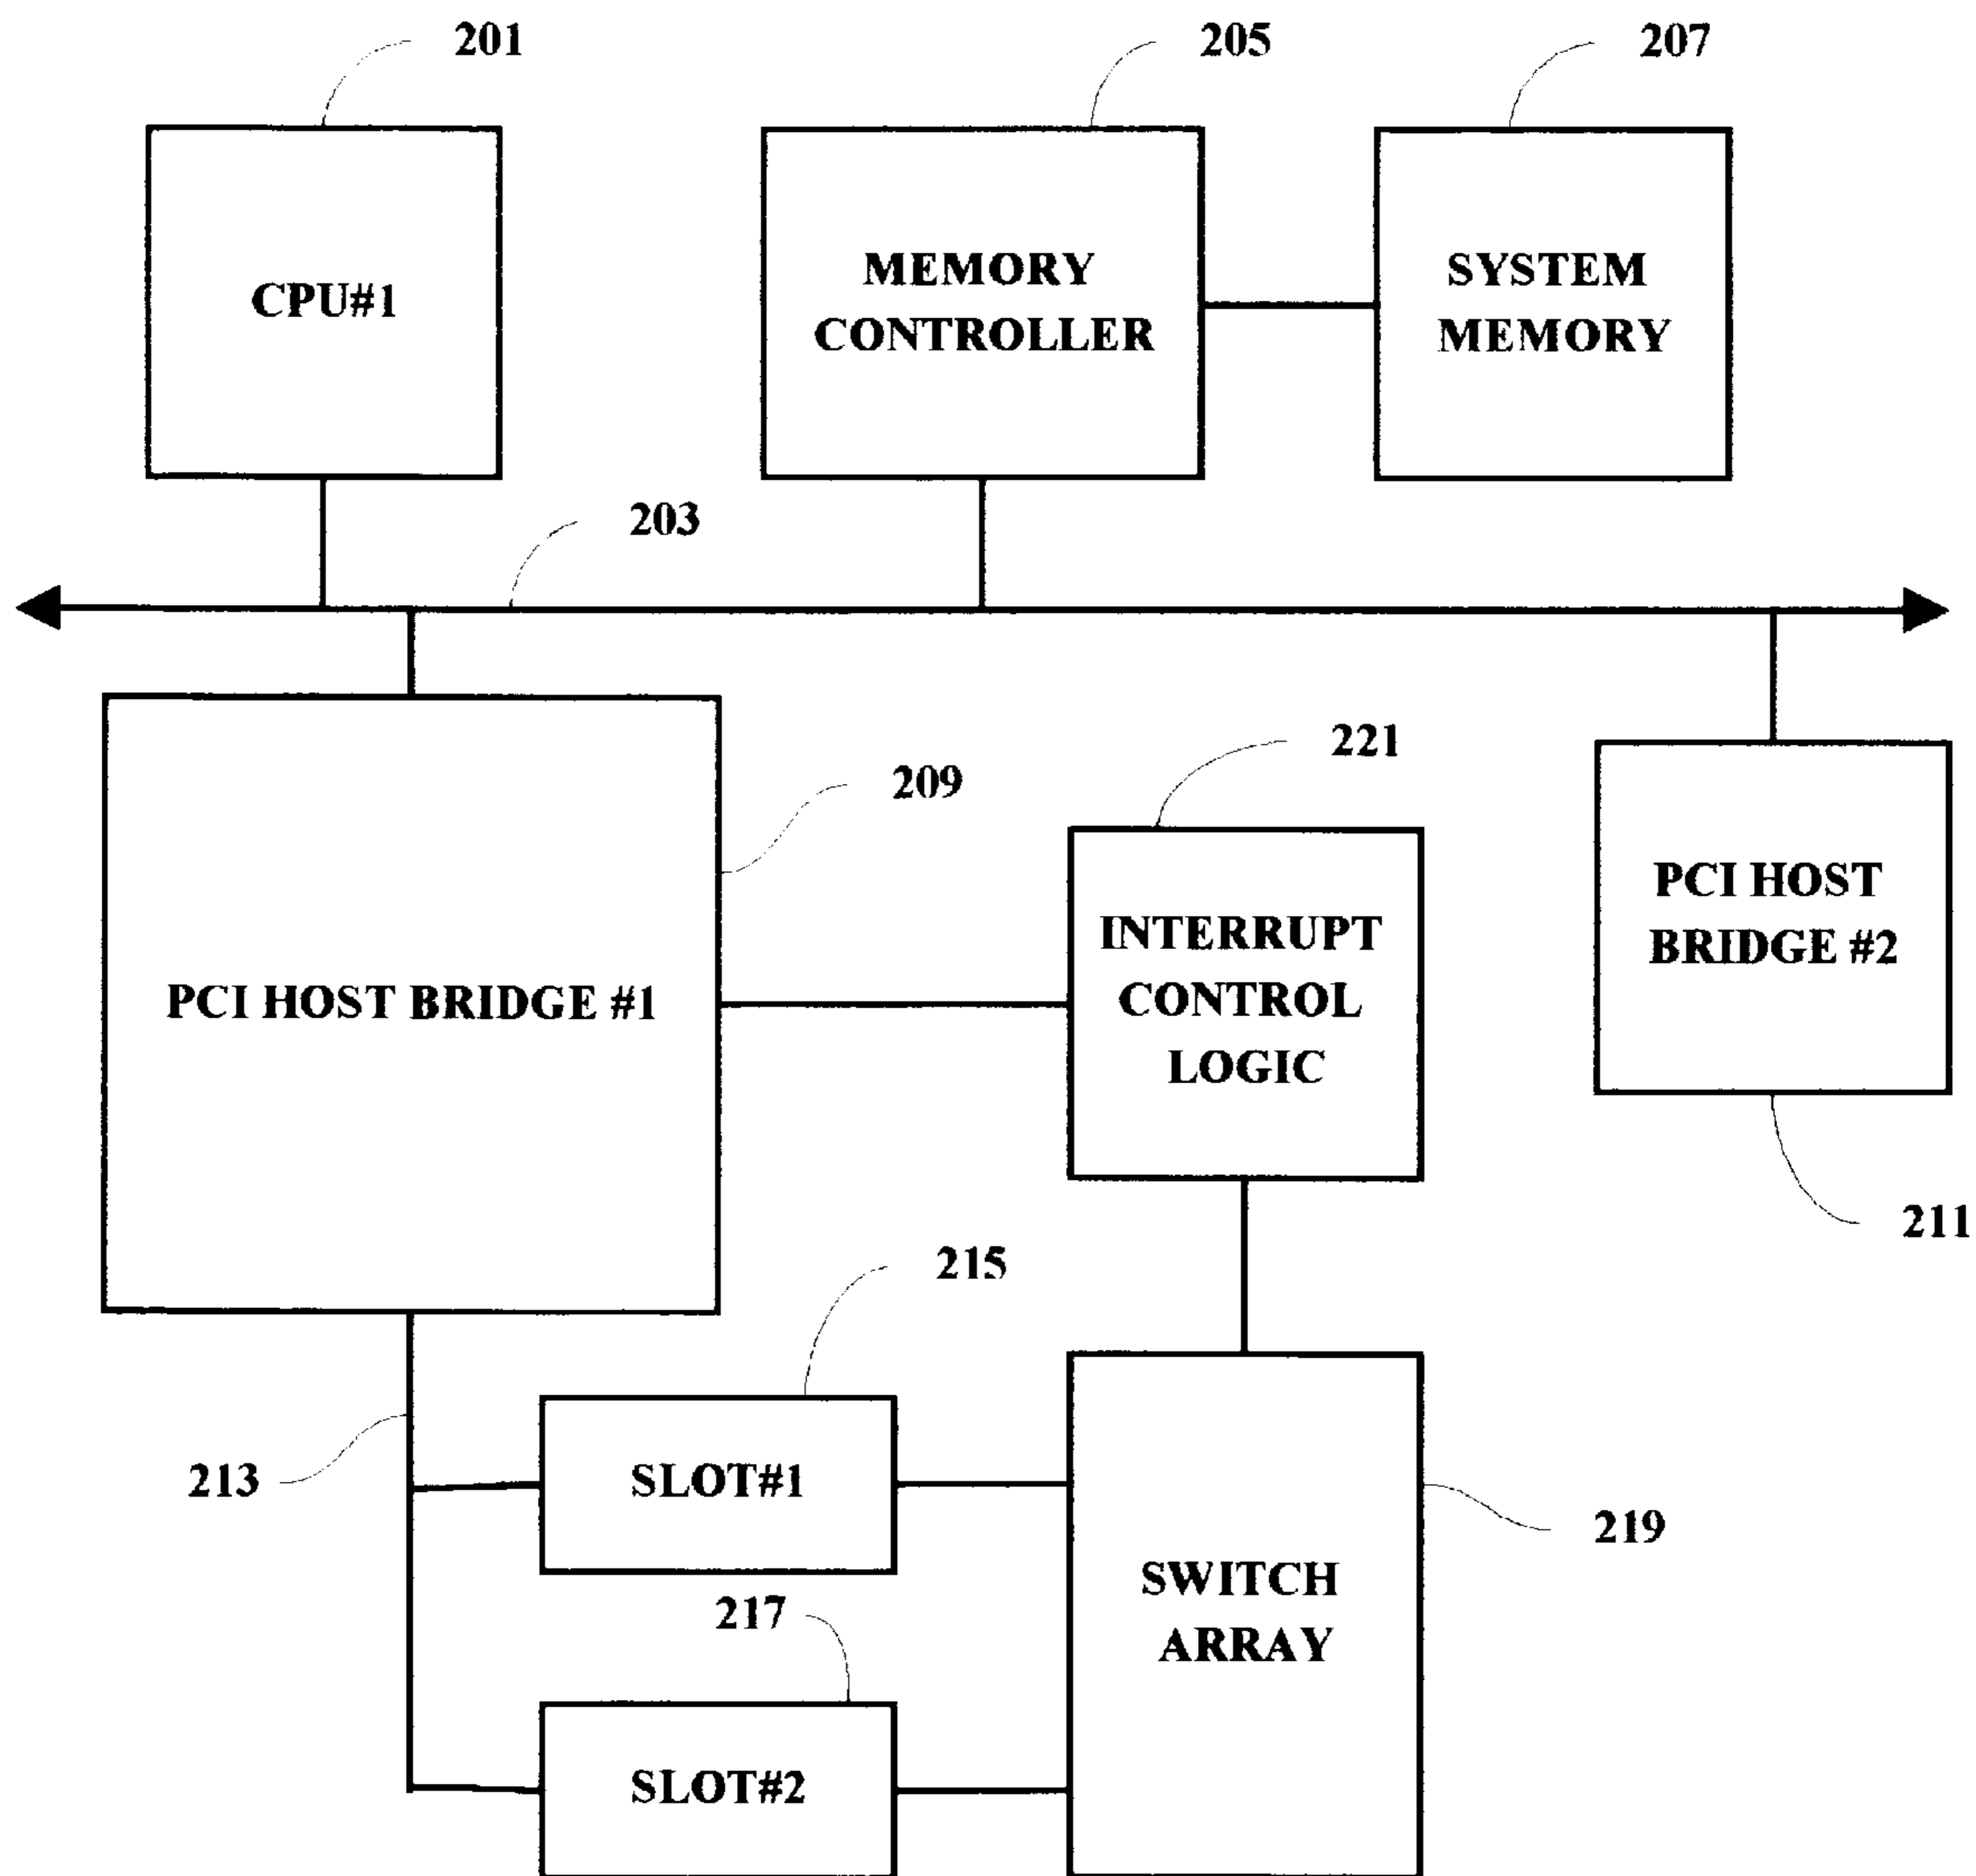 201
205
207
CPU#1
MEMORY
CONTROLLER
SYSTEM
MEMORY
203
209
221
PCI HOST BRIDGE #1
INTERRUPT
CONTROL
LOGIC
PCI HOST
BRIDGE #2
211
215
213
SLOT#1
219
217
SWITCH
ARRAY
SLOT#2